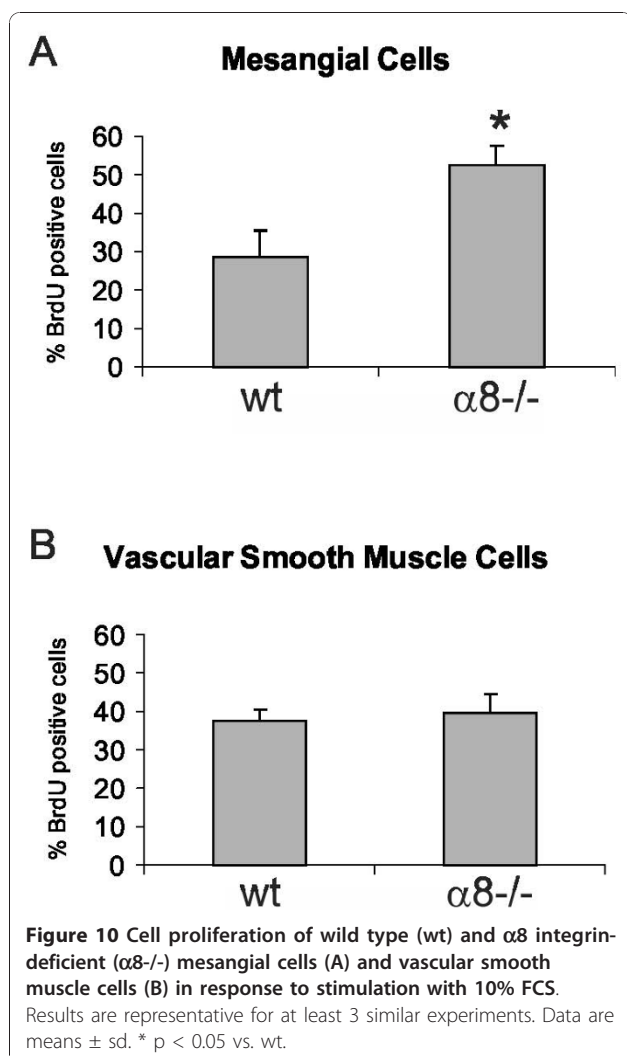 A
Mesangial Cells
*
60
50
40
30
20
10
0
% BrdU positive cells
wt α8-/-
B
Vascular Smooth Muscle Cells
60
50
40
30
20
10
0
% BrdU positive cells
wt α8-/-
Figure 10 Cell proliferation of wild type (wt) and α8 integrin-
deficient (α8-/-) mesangial cells (A) and vascular smooth
muscle cells (B) in response to stimulation with 10% FCS.
Results are representative for at least 3 similar experiments. Data are
means ± sd. * p < 0.05 vs. wt.